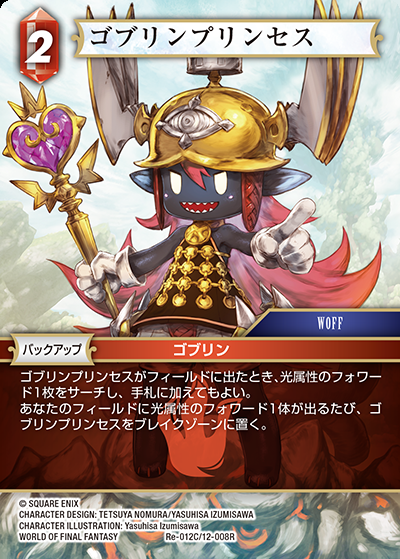 2
ゴブリンプリンセス
WOFF
バックアップ
ゴブリン
ゴブリンプリンセスがフィールドに出たとき、光属性のフォワー
ド1枚をサーチし、手札に加えてもよい。
あなたのフィールドに光属性のフォワード1体が出るたび、ゴ
ブリンプリンセスをブレイクゾーンに置く。
© SQUARE ENIX
CHARACTER DESIGN: TETSUYA NOMURA/YASUHISA IZUMISAWA
CHARACTER ILLUSTRATION: Yasuhisa Izumisawa
WORLD OF FINAL FANTASY
Re-012C/12-008R